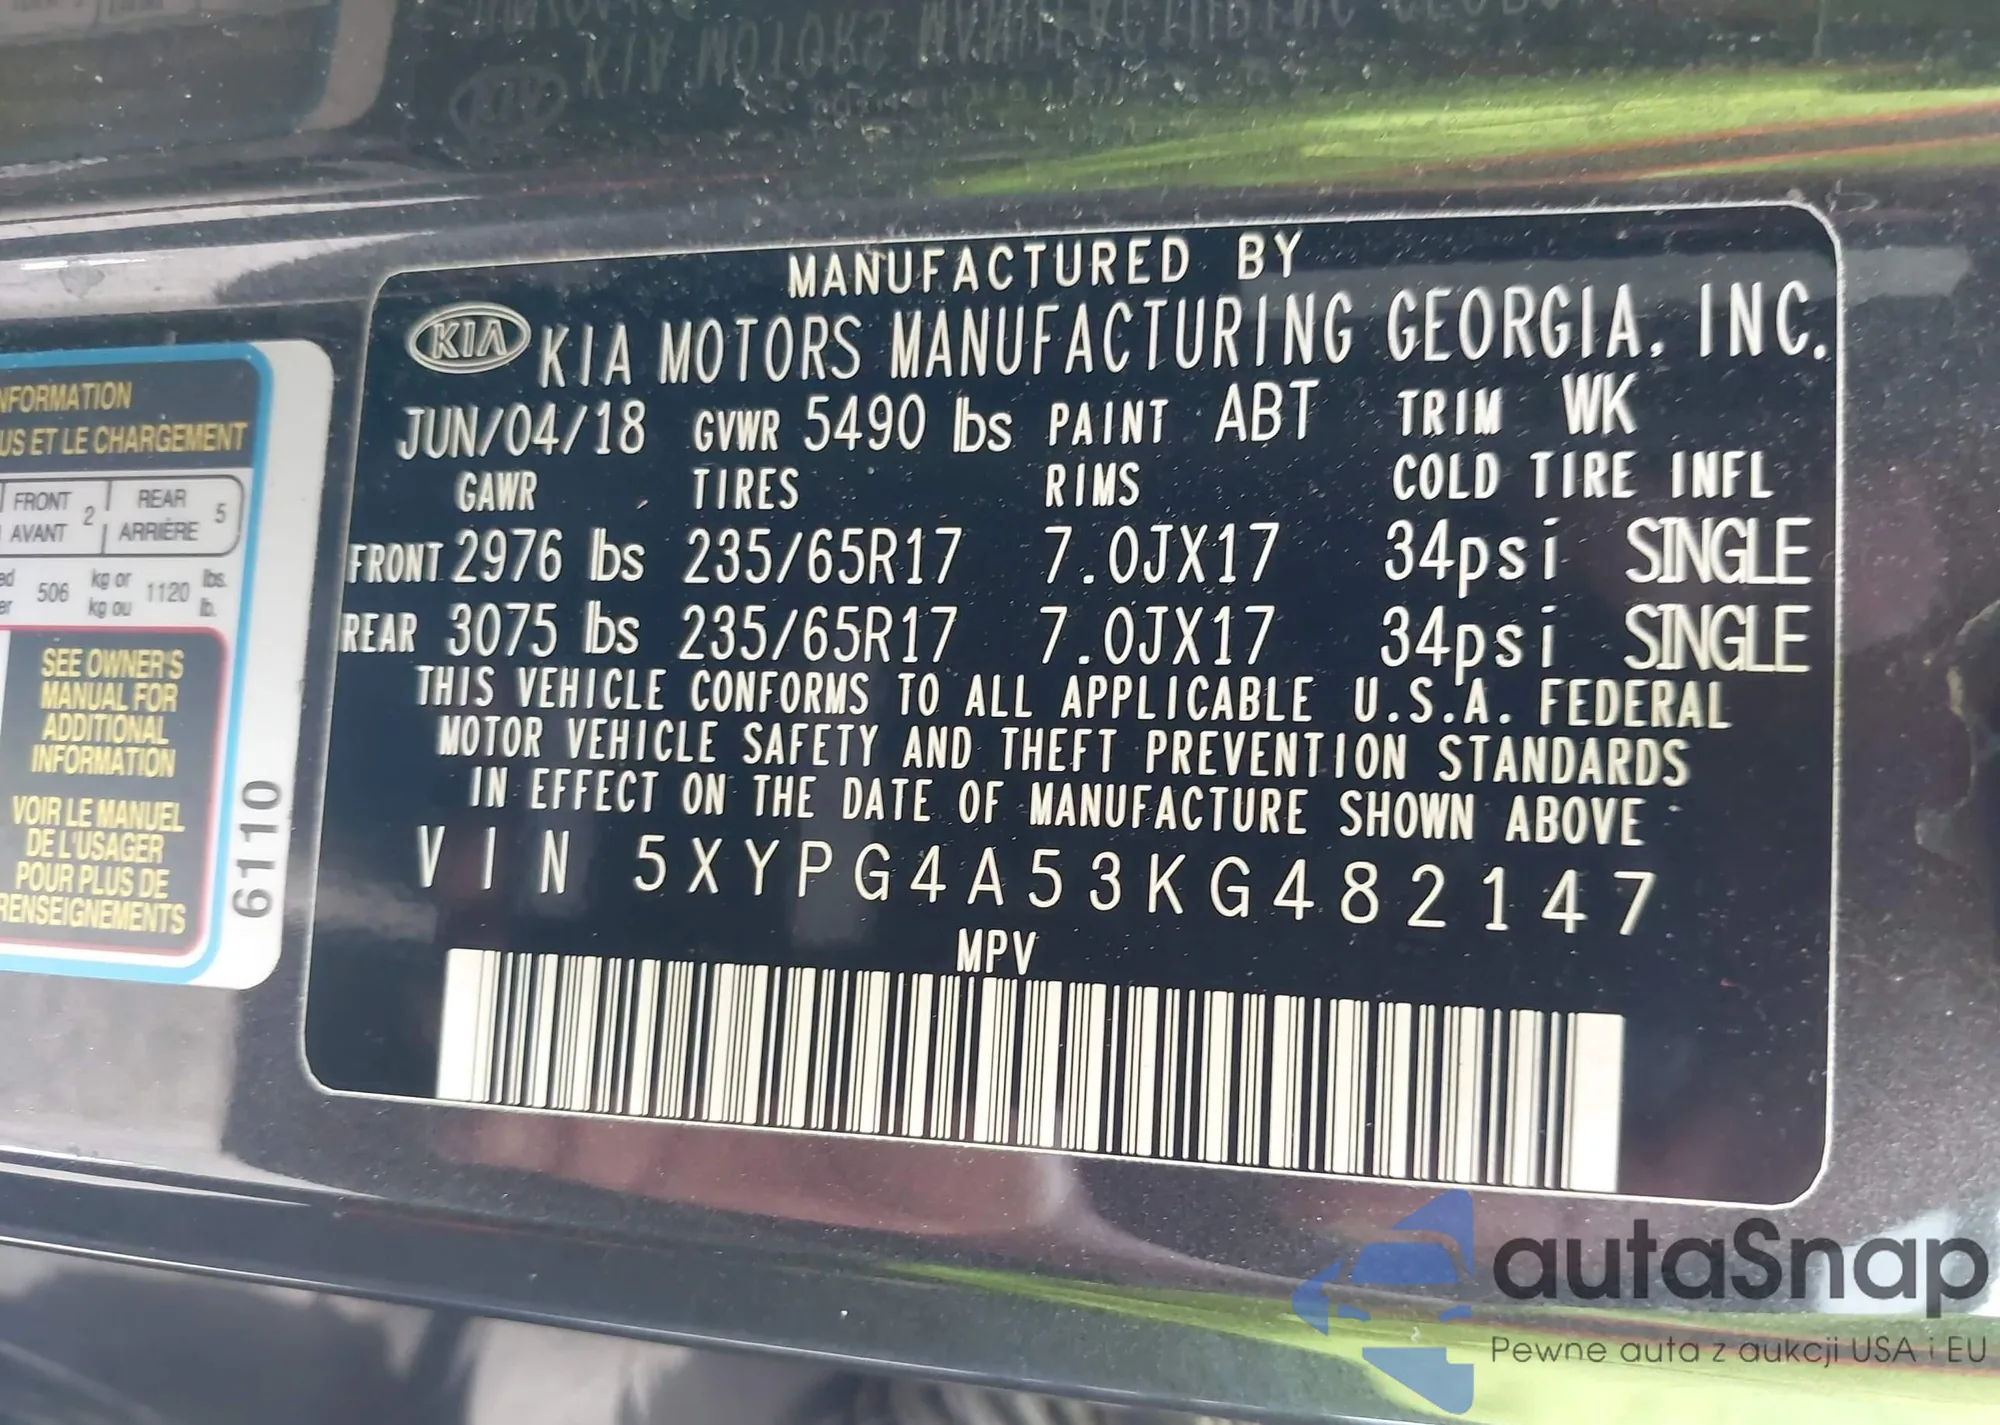 MANUFACTURED BY
KIA KIA MOTORS MANUFACTURING GEORGIA, INC.
JUN/04/18 GVWR 5490 lbs PAINT ABT TRIM WK
GAWR TIRES RIMS COLD TIRE INFL
FRONT 2976 lbs 235/65R17 7.0JX17 34psi SINGLE
REAR 3075 lbs 235/65R17 7.0JX17 34psi SINGLE
THIS VEHICLE CONFORMS TO ALL APPLICABLE U.S.A. FEDERAL
MOTOR VEHICLE SAFETY AND THEFT PREVENTION STANDARDS
IN EFFECT ON THE DATE OF MANUFACTURE SHOWN ABOVE
VIN 5XYPG4A53KG482147
MPV
ET LE CHARGEMENT
FRONT 2 REAR 5
AVANT ARRIÈRE
506 kg or 1120 lbs.
kg ou lb.
SEE OWNER'S
MANUAL FOR
ADDITIONAL
INFORMATION
VOIR LE MANUEL
DE L'USAGER
POUR PLUS DE
RENSEIGNEMENTS
6110
autaSnap
Pewne auta z aukcji USA i EU